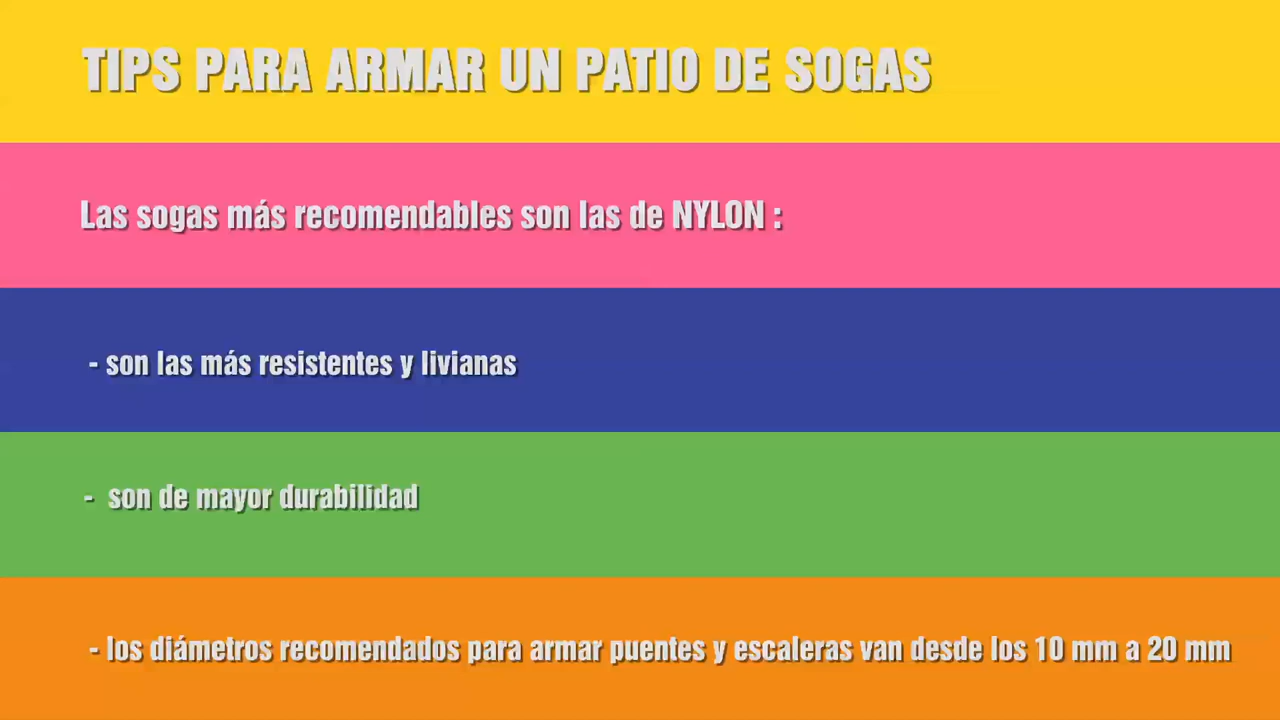 TIPS PARA ARMAR UN PATIO DE SOGAS
Las sogas más recomendables son las de NYLON :
- son las más resistentes y livianas
- son de mayor durabilidad
- los diámetros recomendados para armar puentes y escaleras van desde los 10 mm a 20 mm